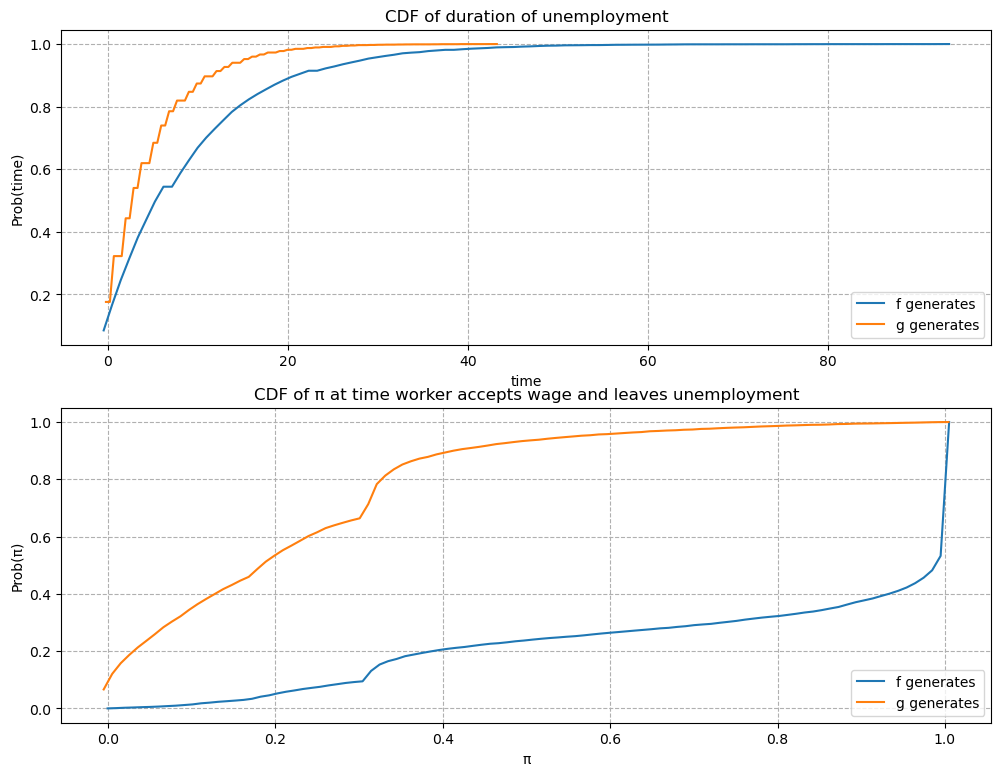 CDF of duration of unemployment
1.0
0.8
0.6
0.4
0.2
Prob(time)
0
20
40
60
80
time
f generates
g generates
CDF of π at time worker accepts wage and leaves unemployment
1.0
0.8
0.6
0.4
0.2
0.0
Prob(π)
0.0
0.2
0.4
0.6
0.8
1.0
π
f generates
g generates